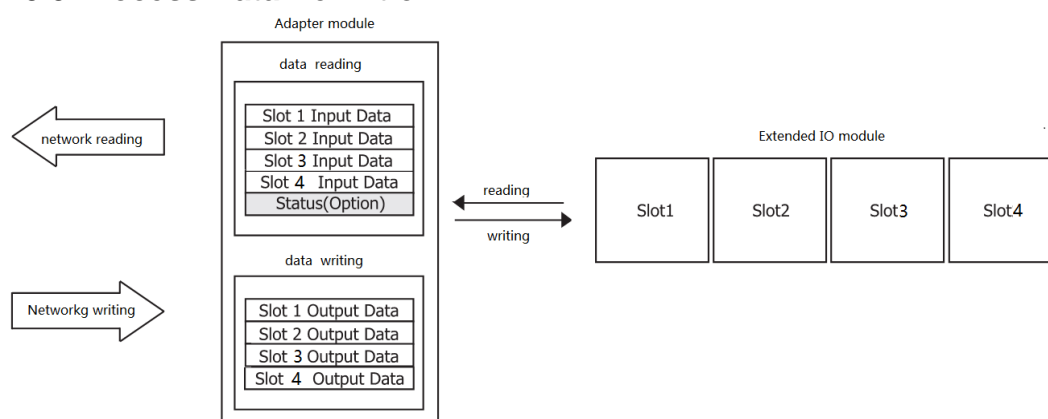 Adapter module
data reading
Slot 1 Input Data
Slot 2 Input Data
Slot 3 Input Data
Slot 4 Input Data
Status(Option)
network reading
Extended IO module
reading
writing
Slot1
Slot2
Slot3
Slot4
data writing
Networkg writing
Slot 1 Output Data
Slot 2 Output Data
Slot 3 Output Data
Slot 4 Output Data